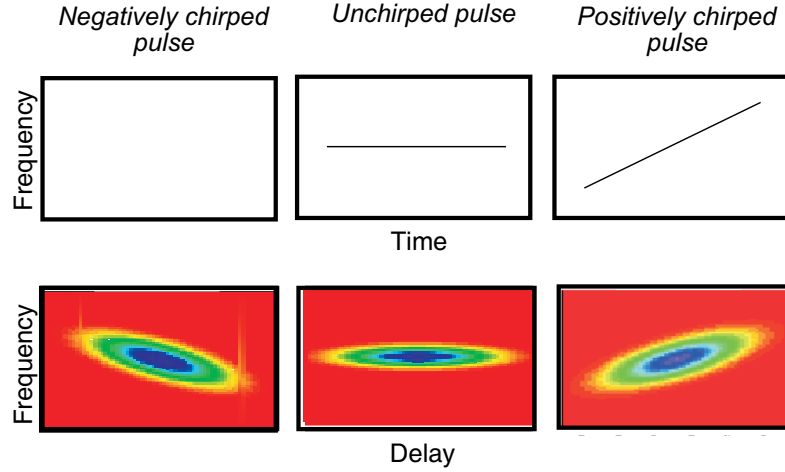 Negatively chirped
pulse
Unchirped pulse
Positively chirped
pulse
Frequency
Time
Frequency
Delay